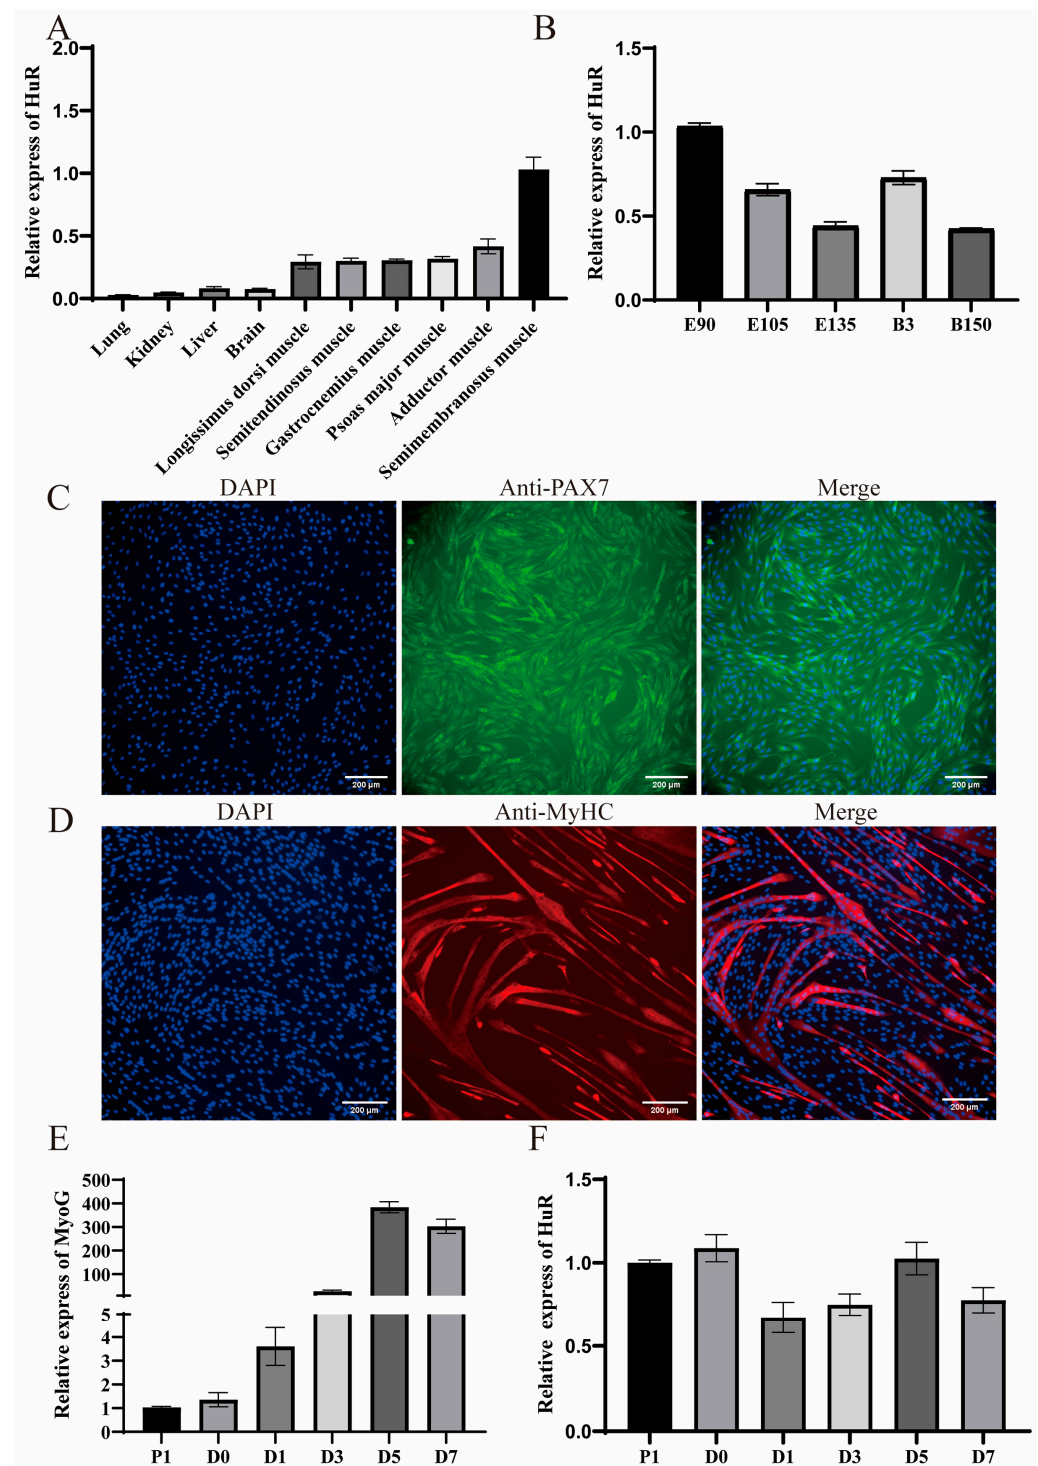 A
Relative express of HuR
2.0
1.5
1.0
0.5
0.0
Lung
Kidney
Liver
Brain
Longissimus dorsi muscle
Semitendinosus muscle
Gastrocnemius muscle
Psoas major muscle
Adductor muscle
Semimembranosus muscle
B
Relative express of HuR
1.5
1.0
0.5
0.0
E90 E105 E135 B3 B150
C
DAPI Anti-PAX7 Merge
200 μm 200 μm 200 μm
D
DAPI Anti-MyHC Merge
200 μm 200 μm 200 μm
E
Relative express of MyoG
500
400
300
200
100
5
4
3
2
1
0
P1 D0 D1 D3 D5 D7
F
Relative express of HuR
1.5
1.0
0.5
0.0
P1 D0 D1 D3 D5 D7